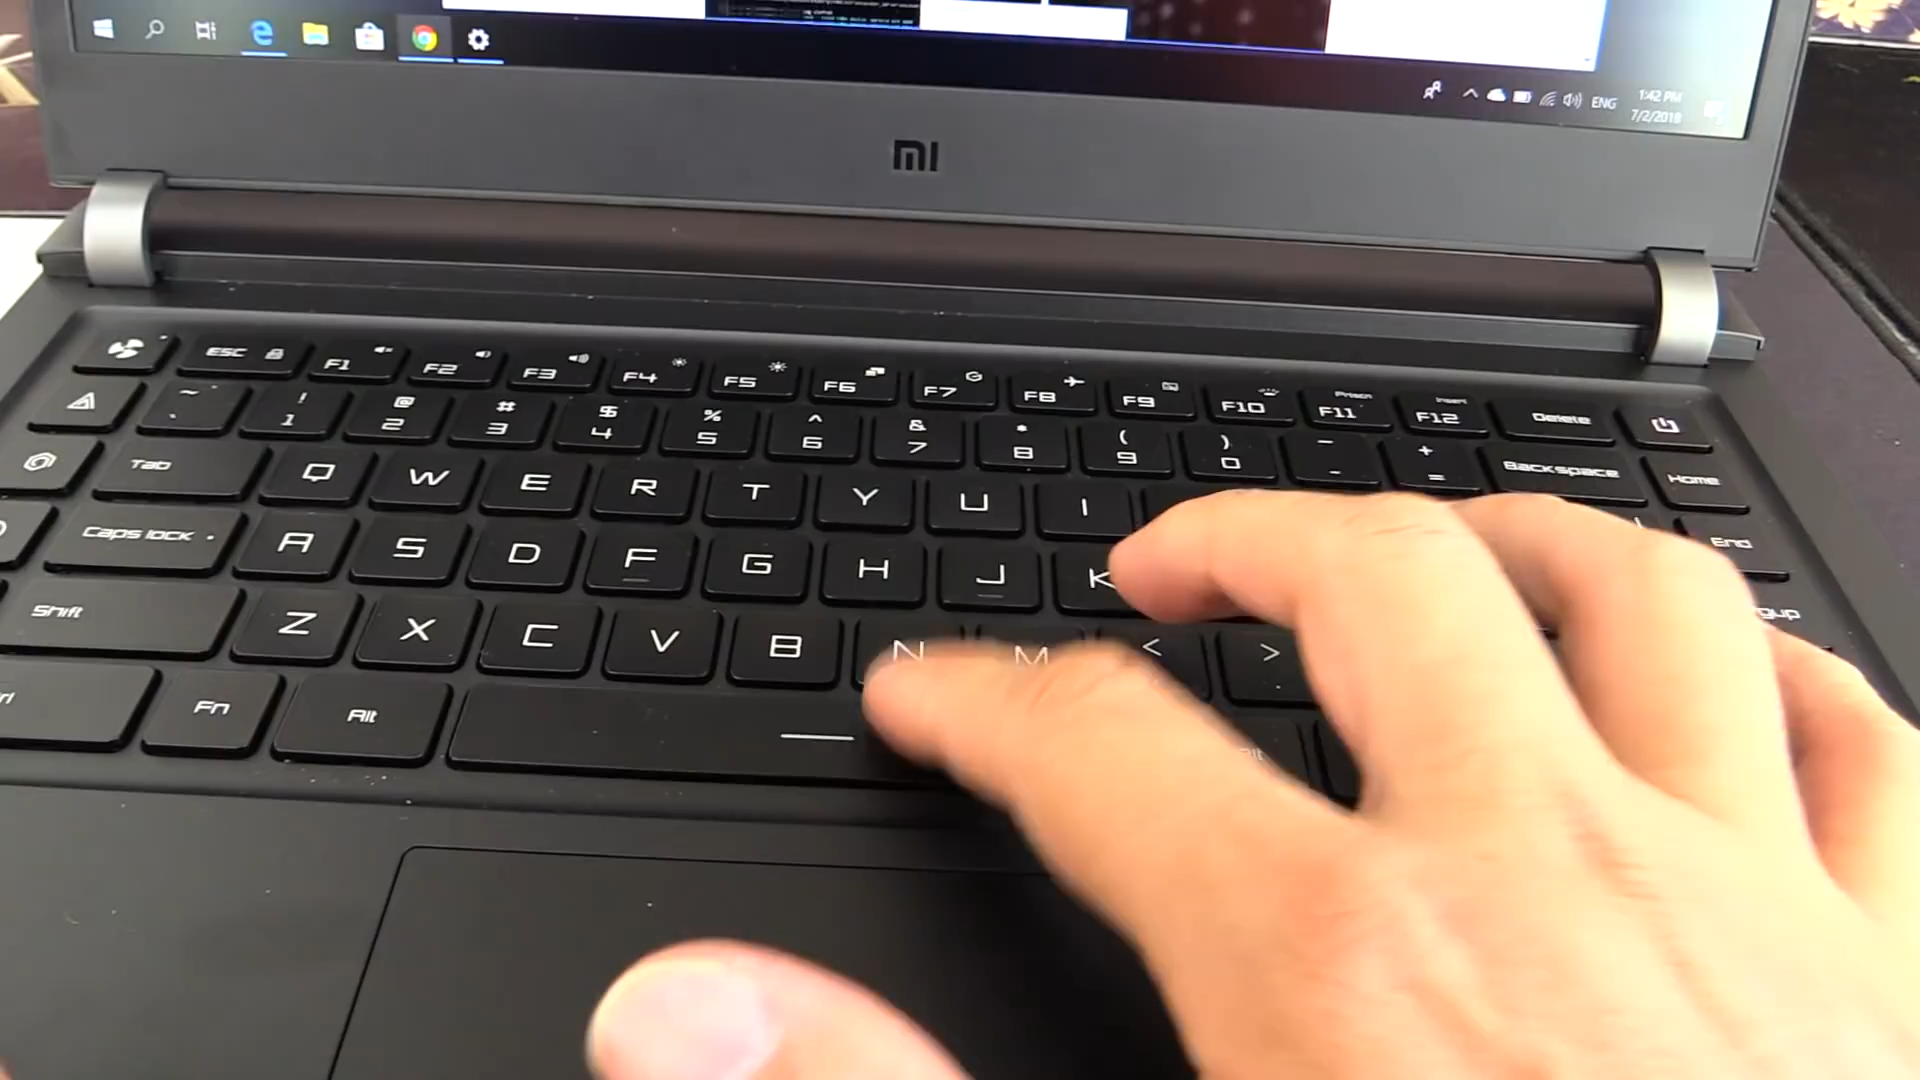 ENG
1:42 PM
7/2/2018
mi
ESC F1 F2 F3 F4 F5 F6 F7 F8 F9 F10 Prtscn F11 Insert F12 Delete
~ ` ! 1 @ 2 # 3 $ 4 % 5 ^ 6 & 7 * 8 ( 9 ) 0 – - + = Backspace Home
Tab Q W E R T Y U I End
Caps lock A S D F G H J K
Shift Z X C V B N M < > .
Fn Alt